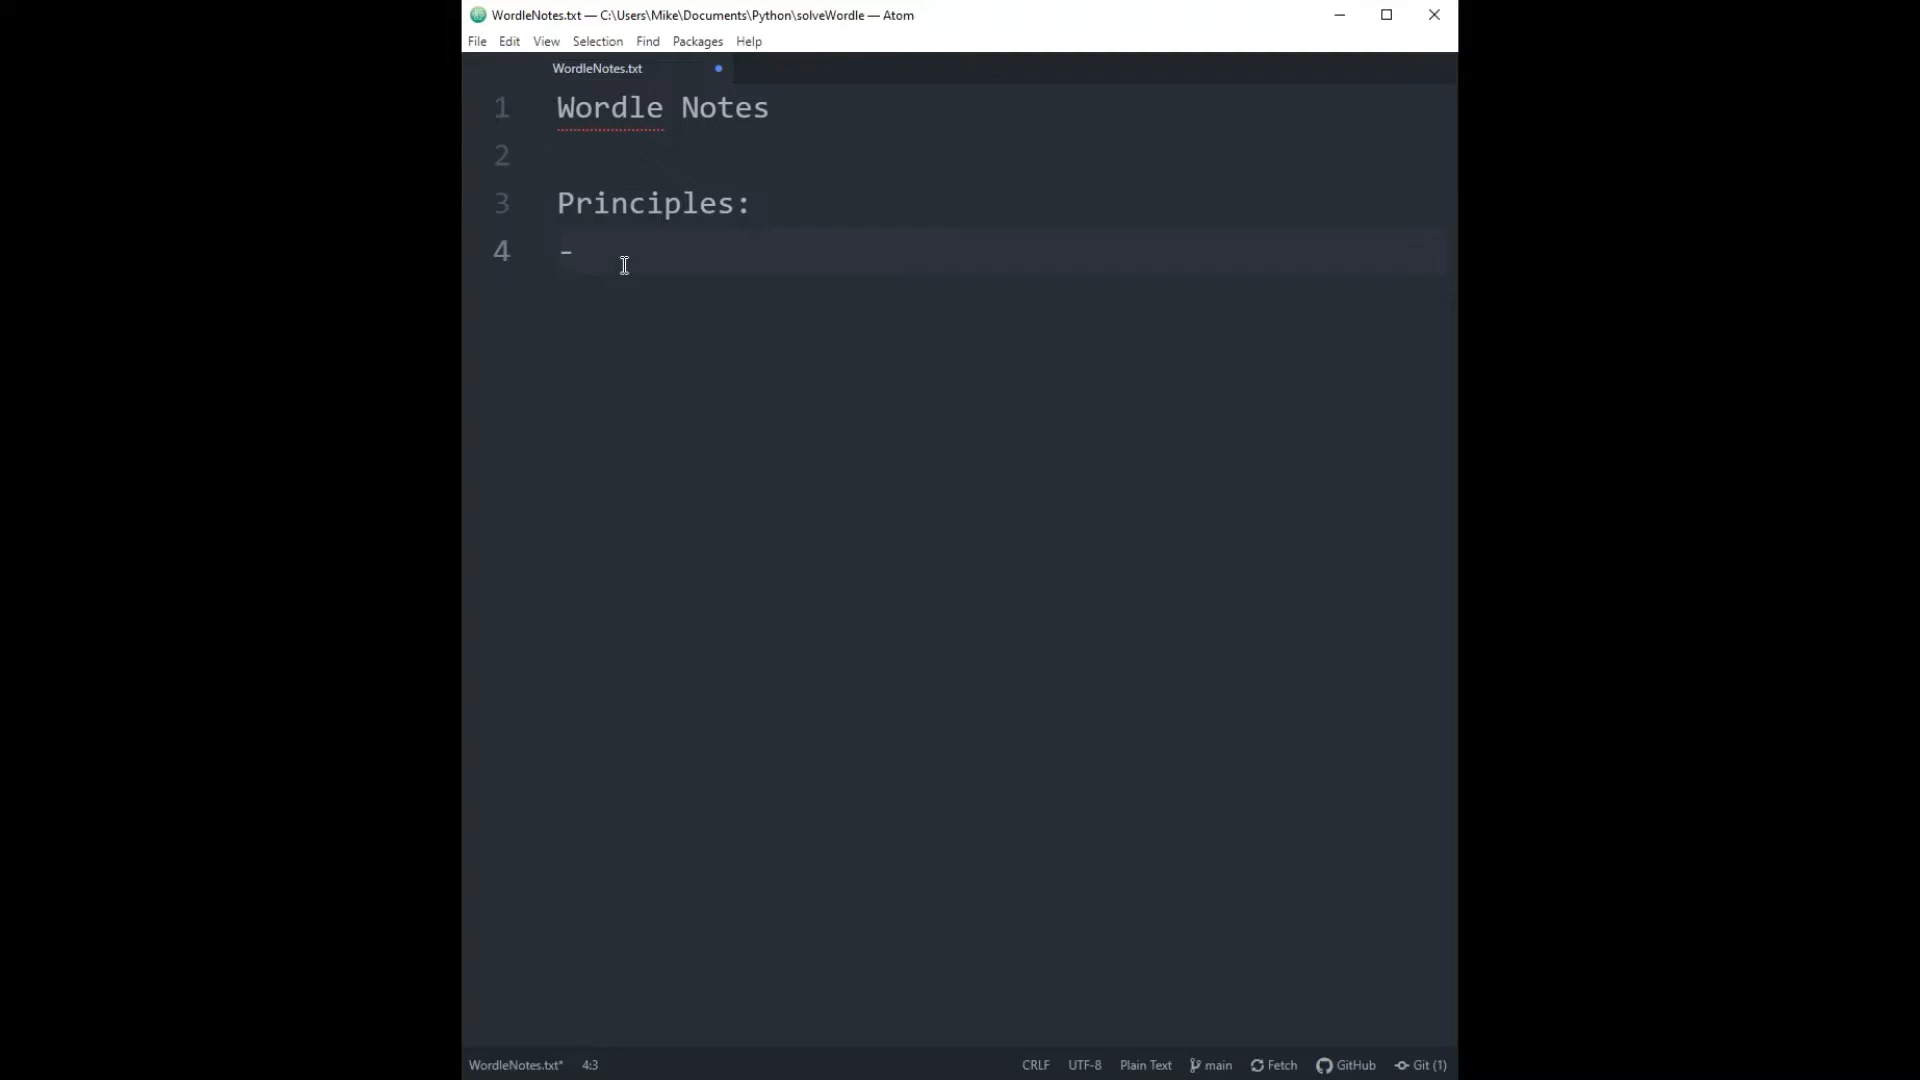 WordleNotes.txt — C:\Users\Mike\Documents\Python\solveWordle — Atom
File Edit View Selection Find Packages Help
WordleNotes.txt
1 Wordle Notes
2
3 Principles:
4 -
WordleNotes.txt* 4:3 CRLF UTF-8 Plain Text main Fetch GitHub Git (1)